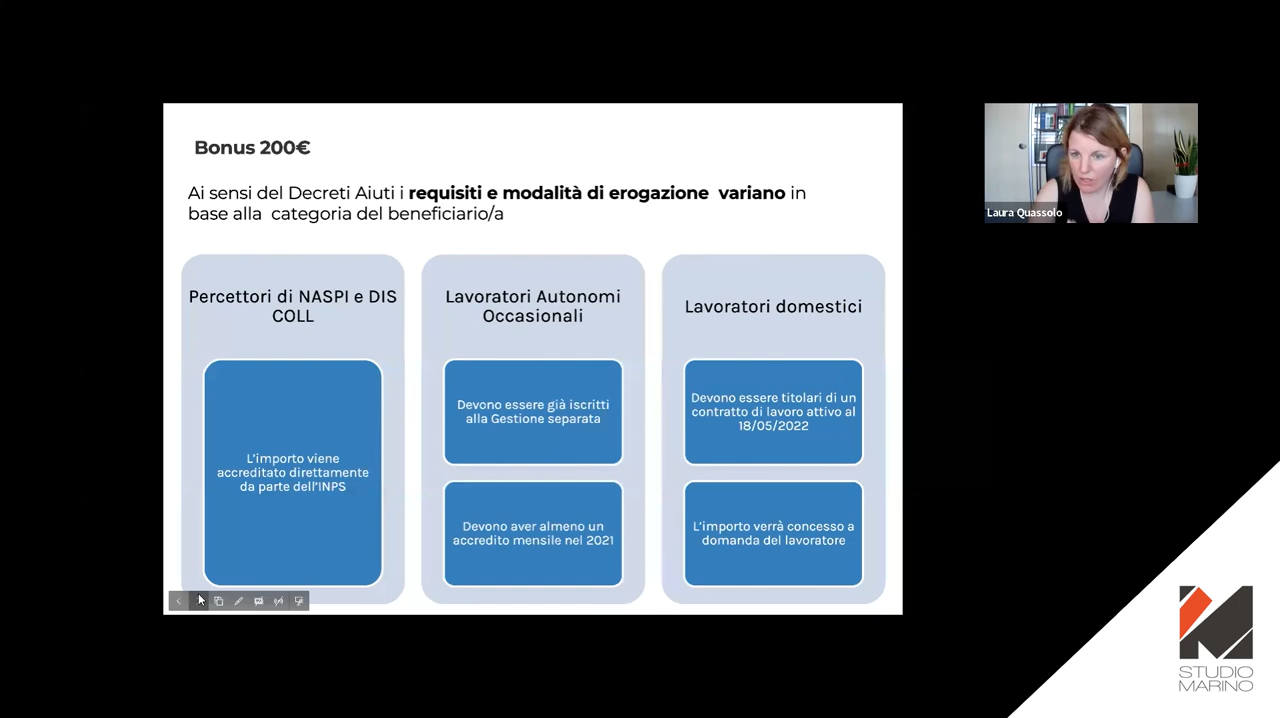 Bonus 200€
Ai sensi del Decreti Aiuti i requisiti e modalità di erogazione variano in
base alla categoria del beneficiario/a
Percettori di NASPI e DIS
COLL
L'importo viene
accreditato direttamente
da parte dell'INPS
Lavoratori Autonomi
Occasionali
Devono essere già iscritti
alla Gestione separata
Devono aver almeno un
accredito mensile nel 2021
Lavoratori domestici
Devono essere titolari di un
contratto di lavoro attivo al
18/05/2022
L'importo verrà concesso a
domanda del lavoratore
Laura Quassolo
STUDIO
MARINO